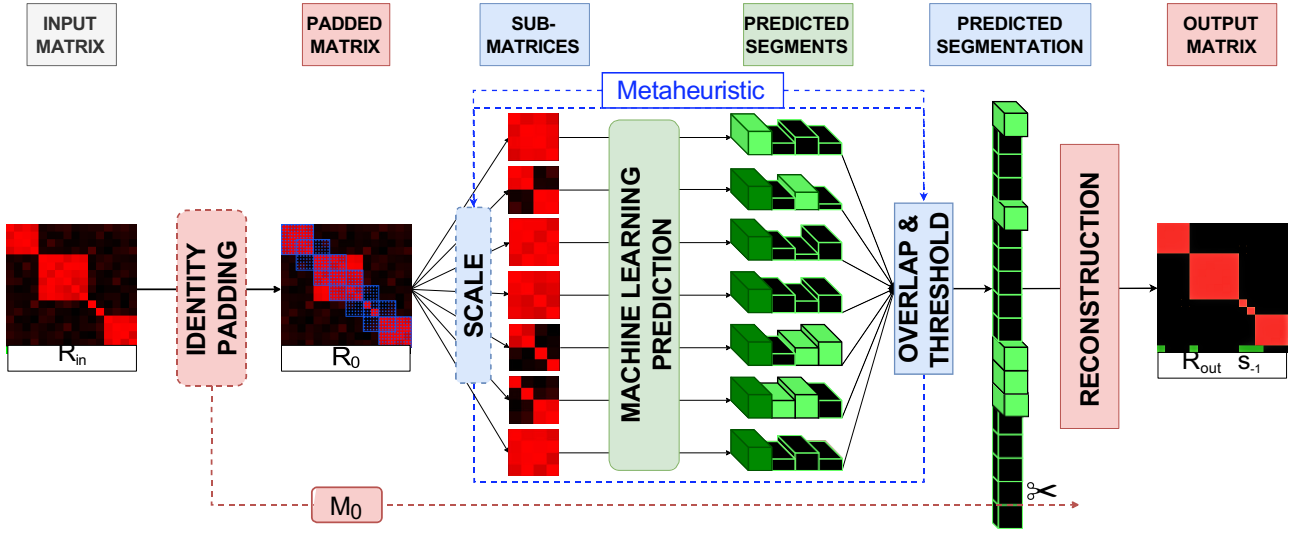 INPUT
MATRIX
PADDED
MATRIX
SUB-
MATRICES
PREDICTED
SEGMENTS
PREDICTED
SEGMENTATION
OUTPUT
MATRIX
Metaheuristic
IDENTITY
PADDING
SCALE
MACHINE LEARNING
PREDICTION
OVERLAP &
THRESHOLD
RECONSTRUCTION
Rin
R0
Rout s-1
M0